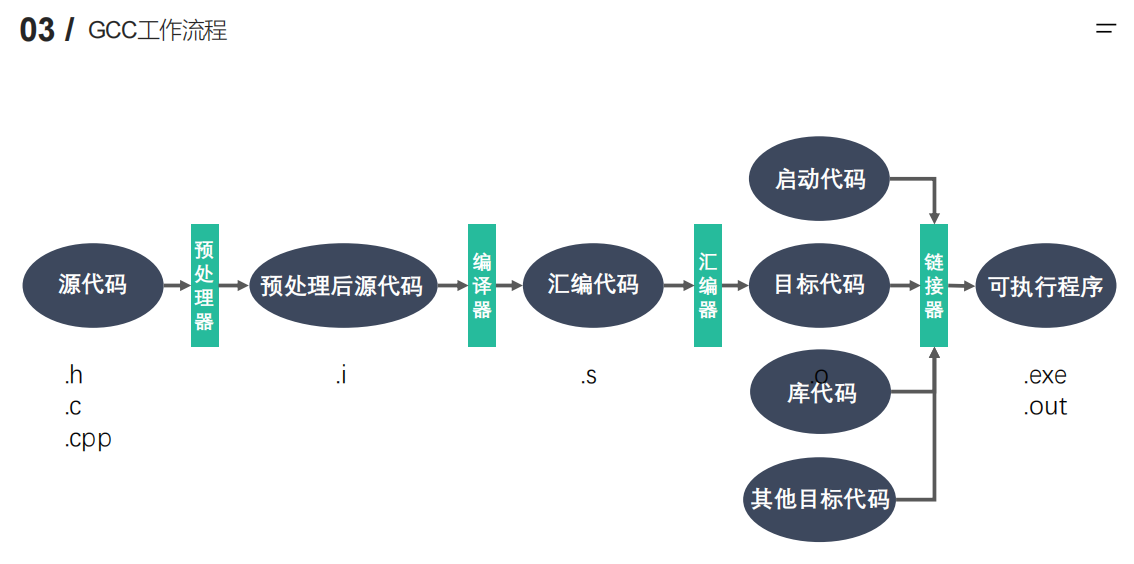 03 / GCC工作流程
启动代码
源代码
预处理器
预处理后源代码
编译器
汇编代码
汇编器
目标代码
链接器
可执行程序
.h
.c
.cpp
.i
.s
.o
库代码
.exe
.out
其他目标代码